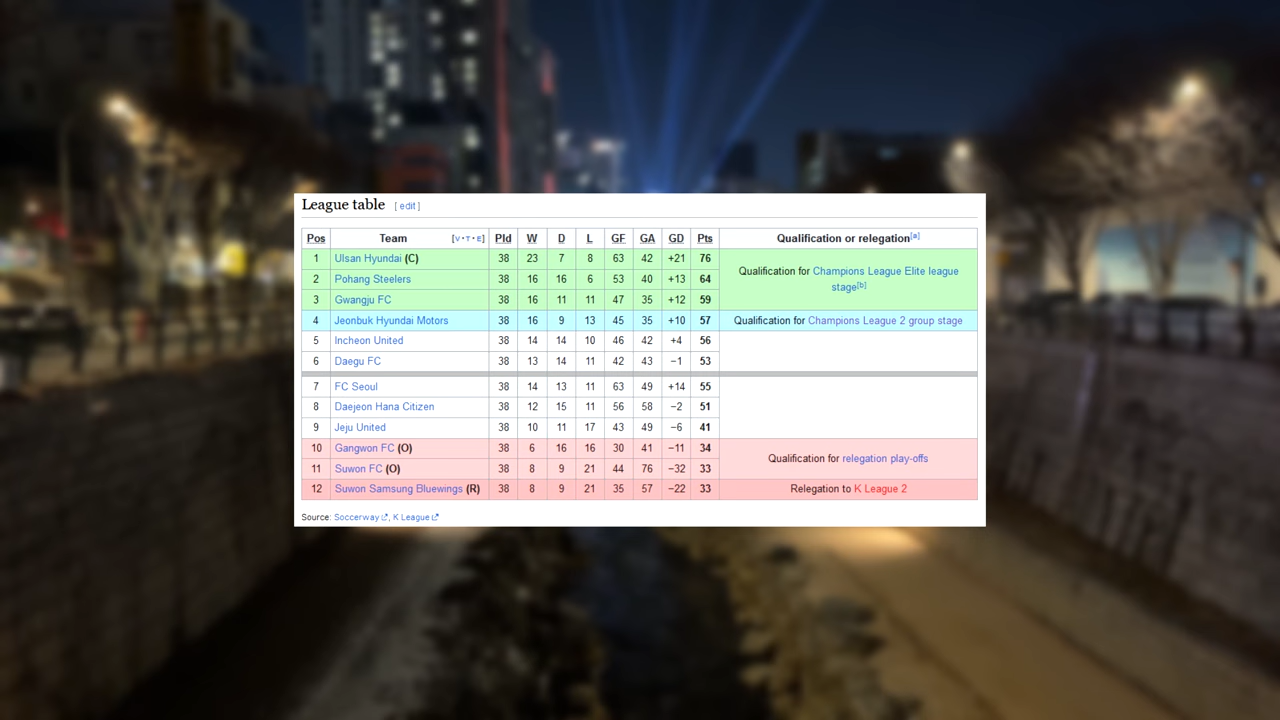 League table [ edit ]
Pos Team [V·T·E] Pld W D L GF GA GD Pts Qualification or relegation[a]
1 Ulsan Hyundai (C) 38 23 7 8 63 42 +21 76 Qualification for Champions League Elite league stage[b]
2 Pohang Steelers 38 16 16 6 53 40 +13 64
3 Gwangju FC 38 16 11 11 47 35 +12 59
4 Jeonbuk Hyundai Motors 38 16 9 13 45 35 +10 57 Qualification for Champions League 2 group stage
5 Incheon United 38 14 14 10 46 42 +4 56
6 Daegu FC 38 13 14 11 42 43 −1 53
7 FC Seoul 38 14 13 11 63 49 +14 55
8 Daejeon Hana Citizen 38 12 15 11 56 58 −2 51
9 Jeju United 38 10 11 17 43 49 −6 41
10 Gangwon FC (O) 38 6 16 16 30 41 −11 34 Qualification for relegation play-offs
11 Suwon FC (O) 38 8 9 21 44 76 −32 33
12 Suwon Samsung Bluewings (R) 38 8 9 21 35 57 −22 33 Relegation to K League 2
Source: Soccerway, K League